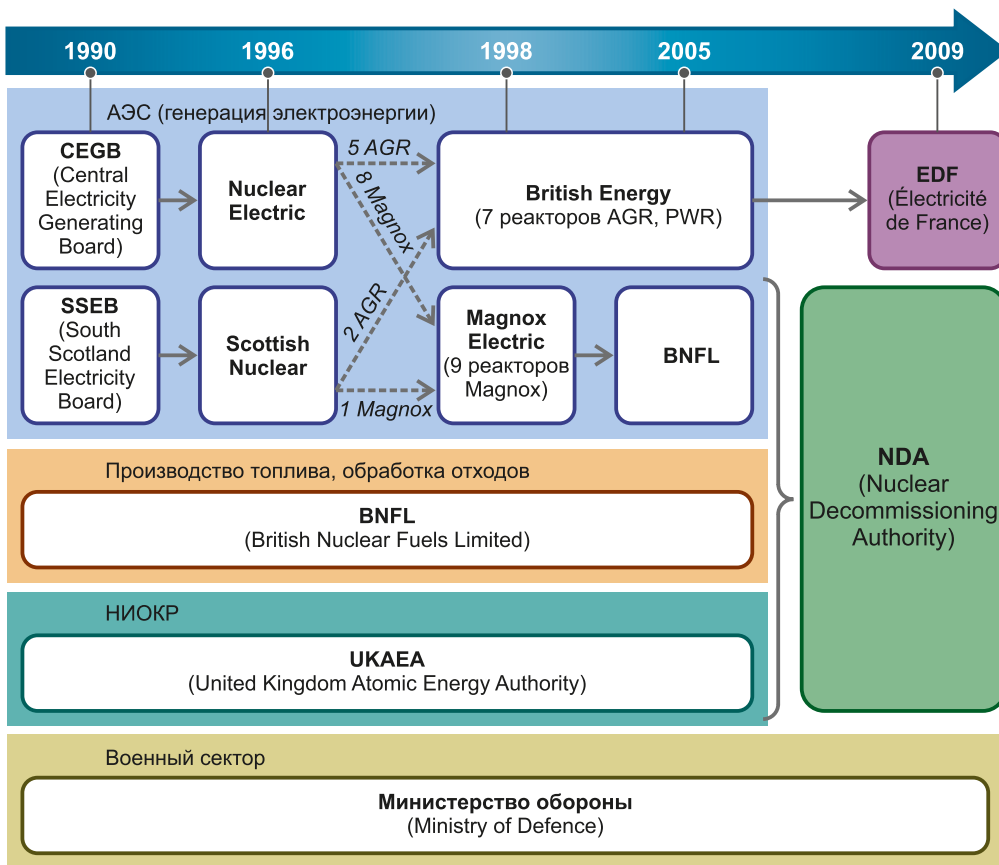 1990 1996 1998 2005 2009
АЭС (генерация электроэнергии)
CEGB
(Central
Electricity
Generating
Board)
Nuclear
Electric
5 AGR
8 Magnox
British Energy
(7 реакторов AGR, PWR)
EDF
(Électricité
de France)
SSEB
(South
Scotland
Electricity
Board)
Scottish
Nuclear
2 AGR
1 Magnox
Magnox
Electric
(9 реакторов
Magnox)
BNFL
NDA
(Nuclear
Decommissioning
Authority)
Производство топлива, обработка отходов
BNFL
(British Nuclear Fuels Limited)
НИОКР
UKAEA
(United Kingdom Atomic Energy Authority)
Военный сектор
Министерство обороны
(Ministry of Defence)